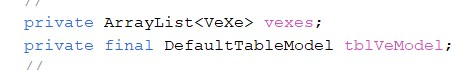 //
private ArrayList<VeXe> vexes;
private final DefaultTableModel tblVeModel;
//